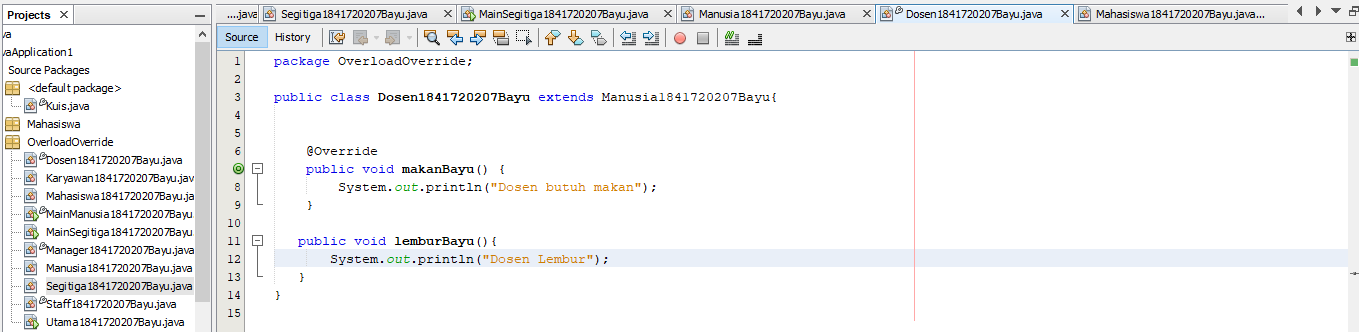 Projects
va
vaApplication1
Source Packages
<default package>
Kuis.java
Mahasiswa
OverloadOverride
Dosen1841720207Bayu.java
Karyawan1841720207Bayu.jav
Mahasiswa1841720207Bayu.ja
MainManusia1841720207Bayu
MainSegitiga1841720207Bayu
Manager1841720207Bayu.java
Manusia1841720207Bayu.java
Segitiga1841720207Bayu.java
Staff1841720207Bayu.java
Utama1841720207Bayu.java
....java Segitiga1841720207Bayu.java MainSegitiga1841720207Bayu.java Manusia1841720207Bayu.java Dosen1841720207Bayu.java Mahasiswa1841720207Bayu.java...
Source History
1 package OverloadOverride;
2
3 public class Dosen1841720207Bayu extends Manusia1841720207Bayu{
4
5
6 @Override
public void makanBayu() {
8 System.out.println("Dosen butuh makan");
9 }
10
11 public void lemburBayu(){
12 System.out.println("Dosen Lembur");
13 }
14 }
15